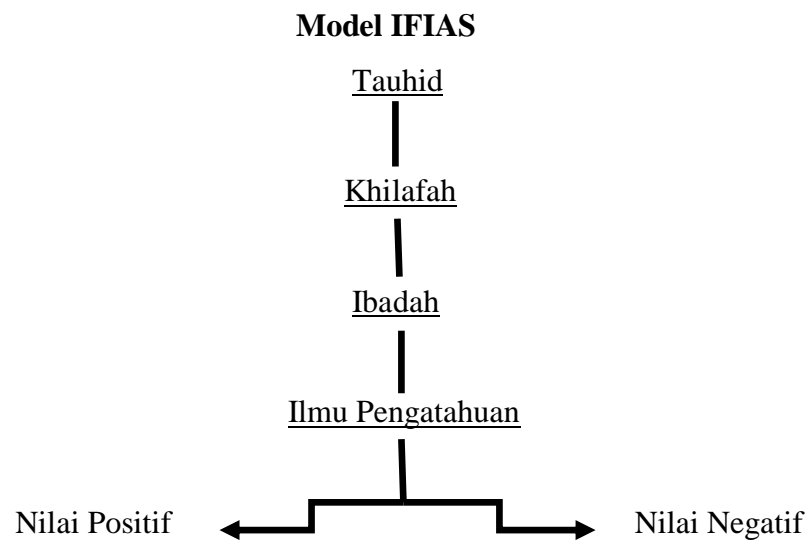 Model IFIAS
Tauhid
Khilafah
Ibadah
Ilmu Pengatahuan
Nilai Positif
Nilai Negatif